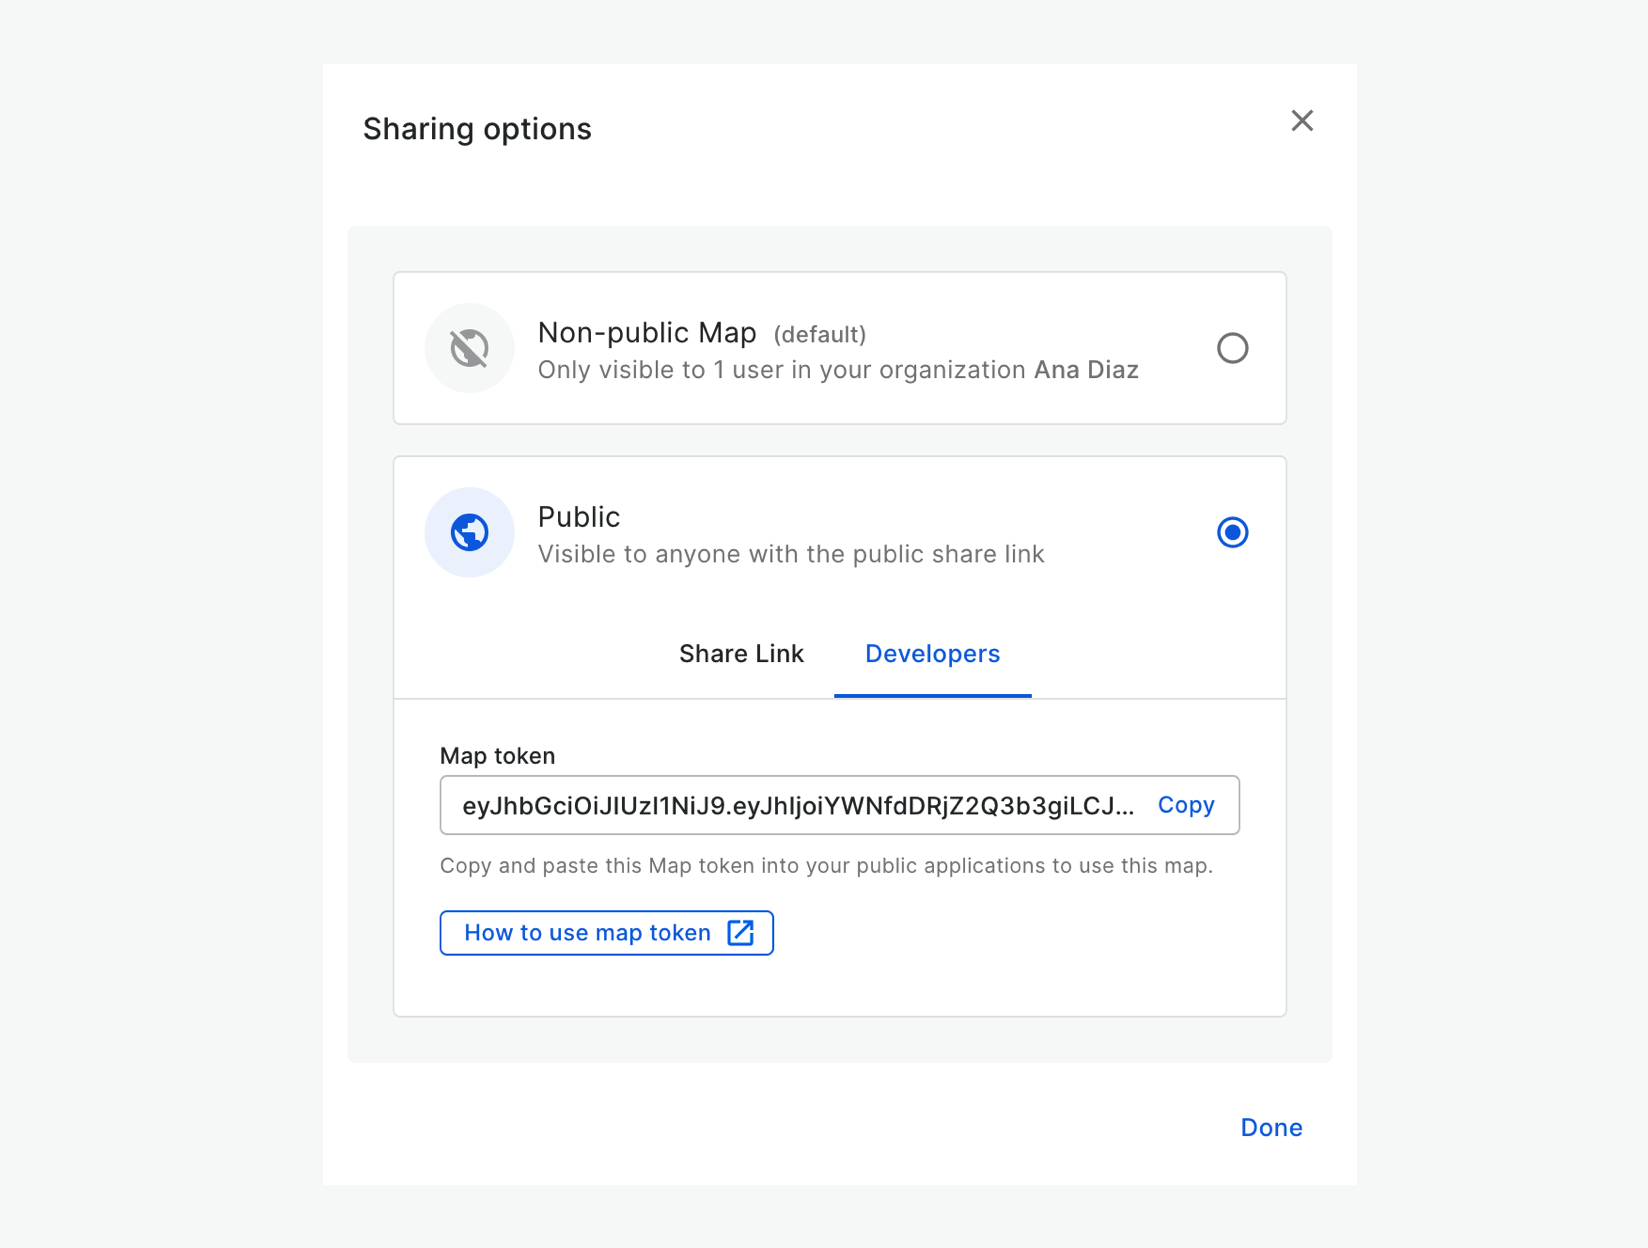 Sharing options
Non-public Map (default)
Only visible to 1 user in your organization Ana Diaz
Public
Visible to anyone with the public share link
Share Link
Developers
Map token
eyJhbGciOiJIUzI1NiJ9.eyJhIjoiYWNfdDRjZ2Q3b3giLCJ...
Copy
Copy and paste this Map token into your public applications to use this map.
How to use map token
Done